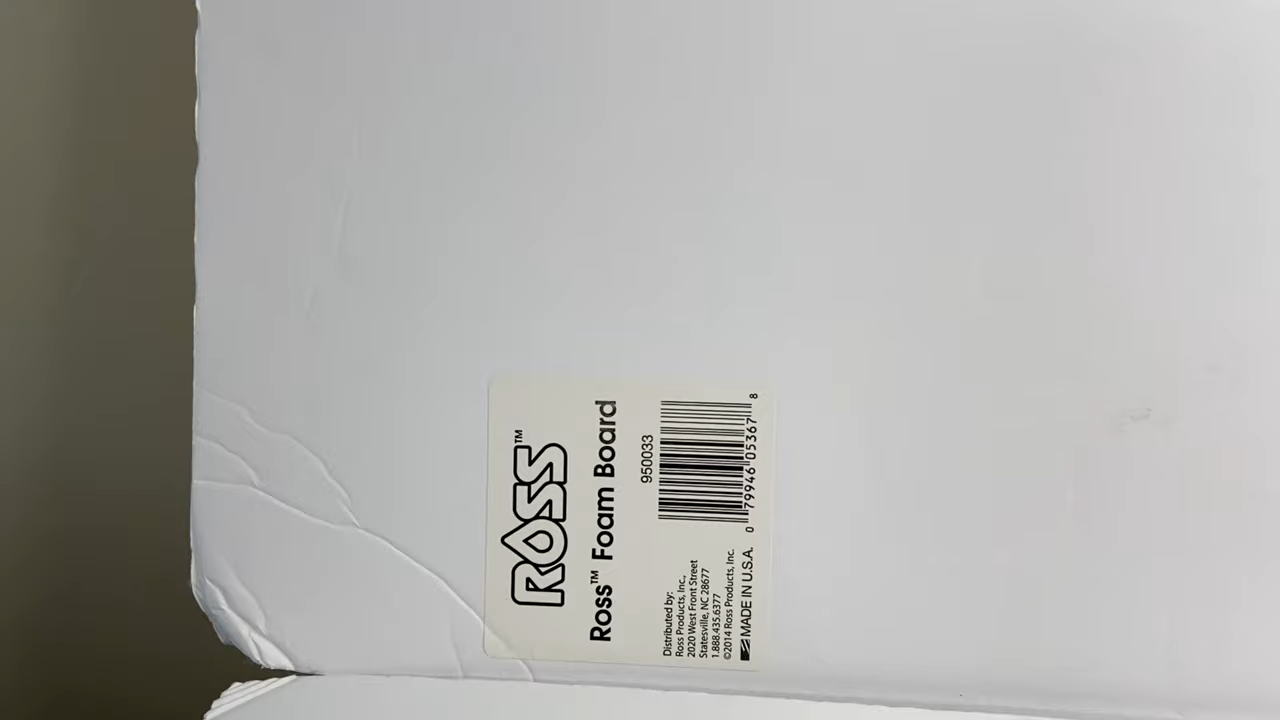 ROSS™
Ross™ Foam Board
950033
0 79946 05367 8
Distributed by:
Ross Products, Inc.,
2020 West Front Street
Statesville, NC 28677
1.888.435.6377
©2014 Ross Products, Inc.
MADE IN U.S.A.